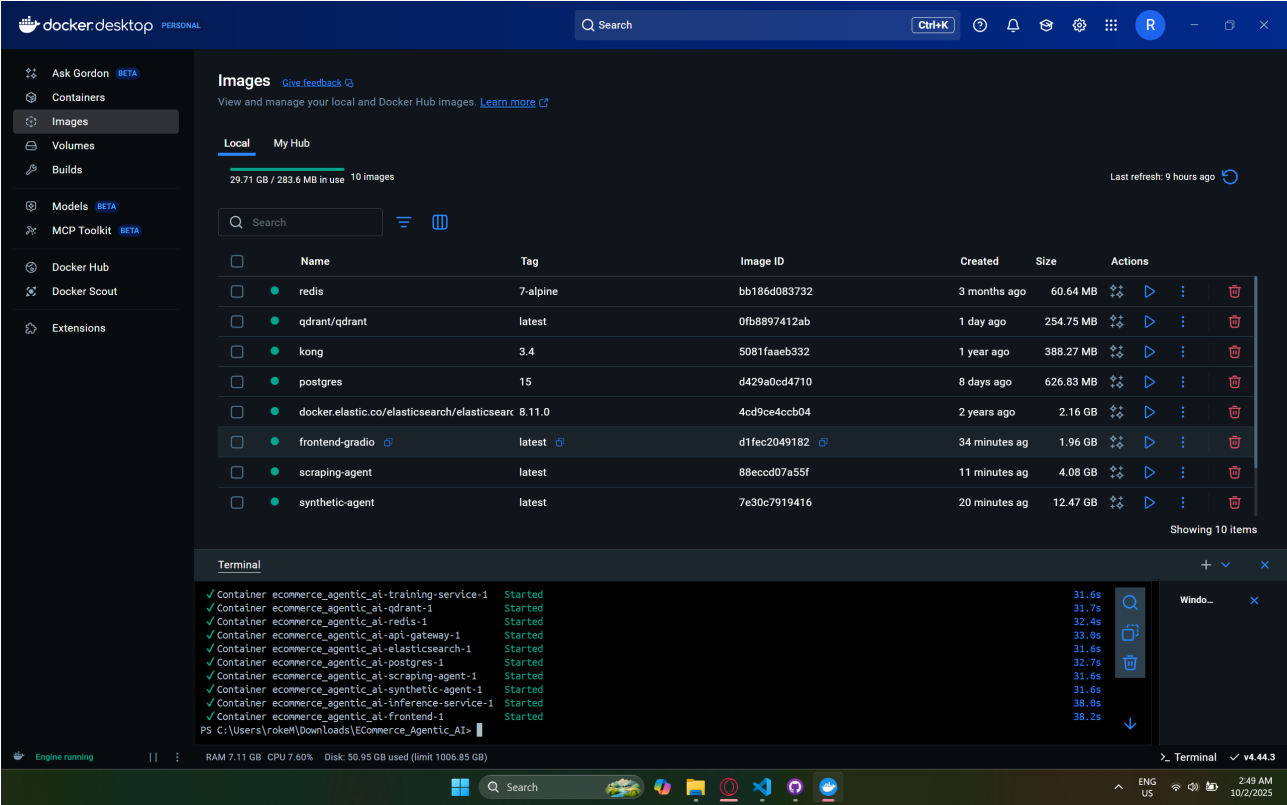 docker.desktop PERSONAL
Search
Ctrl+K
R
Ask Gordon BETA
Containers
Images
Volumes
Builds
Models BETA
MCP Toolkit BETA
Docker Hub
Docker Scout
Extensions
Images Give feedback
View and manage your local and Docker Hub images. Learn more
Local My Hub
29.71 GB / 283.6 MB in use 10 images
Last refresh: 9 hours ago
Search
Name Tag Image ID Created Size Actions
redis 7-alpine bb186d083732 3 months ago 60.64 MB
qdrant/qdrant latest 0fb8897412ab 1 day ago 254.75 MB
kong 3.4 5081faaeb332 1 year ago 388.27 MB
postgres 15 d429a0cd4710 8 days ago 626.83 MB
docker.elastic.co/elasticsearch/elasticsearc 8.11.0 4cd9ce4ccb04 2 years ago 2.16 GB
frontend-gradio latest d1fec2049182 34 minutes ag 1.96 GB
scraping-agent latest 88eccd07a55f 11 minutes ag 4.08 GB
synthetic-agent latest 7e30c7919416 20 minutes ag 12.47 GB
Showing 10 items
Terminal
✓Container ecommerce_agentic_ai-training-service-1 Started 31.6s
✓Container ecommerce_agentic_ai-qdrant-1 Started 31.7s
✓Container ecommerce_agentic_ai-redis-1 Started 32.4s
✓Container ecommerce_agentic_ai-api-gateway-1 Started 33.0s
✓Container ecommerce_agentic_ai-elasticsearch-1 Started 31.6s
✓Container ecommerce_agentic_ai-postgres-1 Started 32.7s
✓Container ecommerce_agentic_ai-scraping-agent-1 Started 31.6s
✓Container ecommerce_agentic_ai-synthetic-agent-1 Started 31.6s
✓Container ecommerce_agentic_ai-inference-service-1 Started 38.0s
✓Container ecommerce_agentic_ai-frontend-1 Started 38.2s
PS C:\Users\rokeM\Downloads\ECommerce_Agentic_AI>
Windo...
Engine running
RAM 7.11 GB CPU 7.60% Disk: 50.95 GB used (limit 1006.85 GB)
Terminal
v4.44.3
Search
ENG
US
2:49 AM
10/2/2025